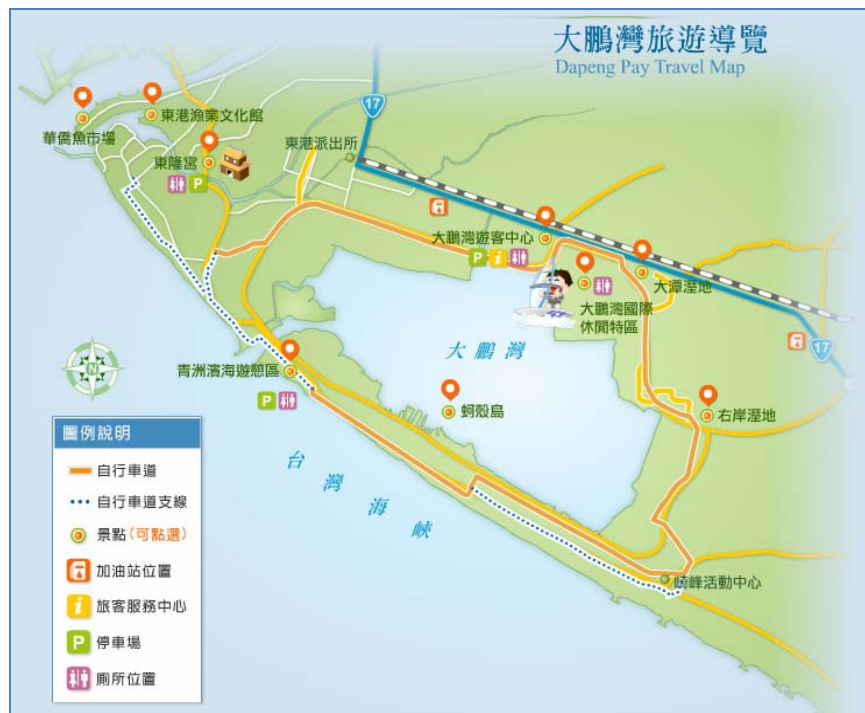 大鵬灣旅遊導覽
Dapeng Pay Travel Map
17
東港漁業文化館
華僑魚市場
東隆宮
P
東港派出所
大鵬灣遊客中心
P i
大潭溼地
大鵬灣國際
休閒特區
17
大鵬灣
青洲濱海遊憩區
P
蚵殼島
右岸溼地
N
台灣海峽
崎峰活動中心
圖例說明
自行車道
自行車道支線
景點(可點選)
加油站位置
i 旅客服務中心
P 停車場
廁所位置